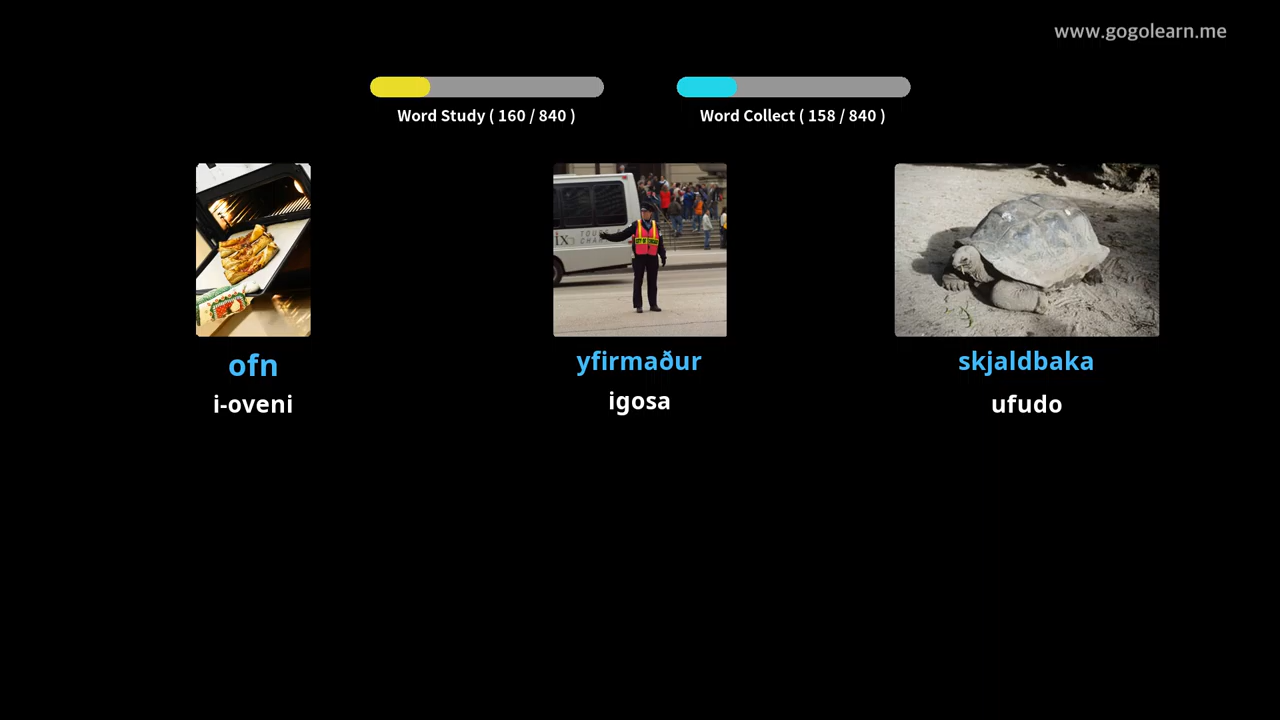 www.gogolearn.me
Word Study ( 160 / 840 )
Word Collect ( 158 / 840 )
ofn
i-oveni
yfirmaður
igosa
skjaldbaka
ufudo